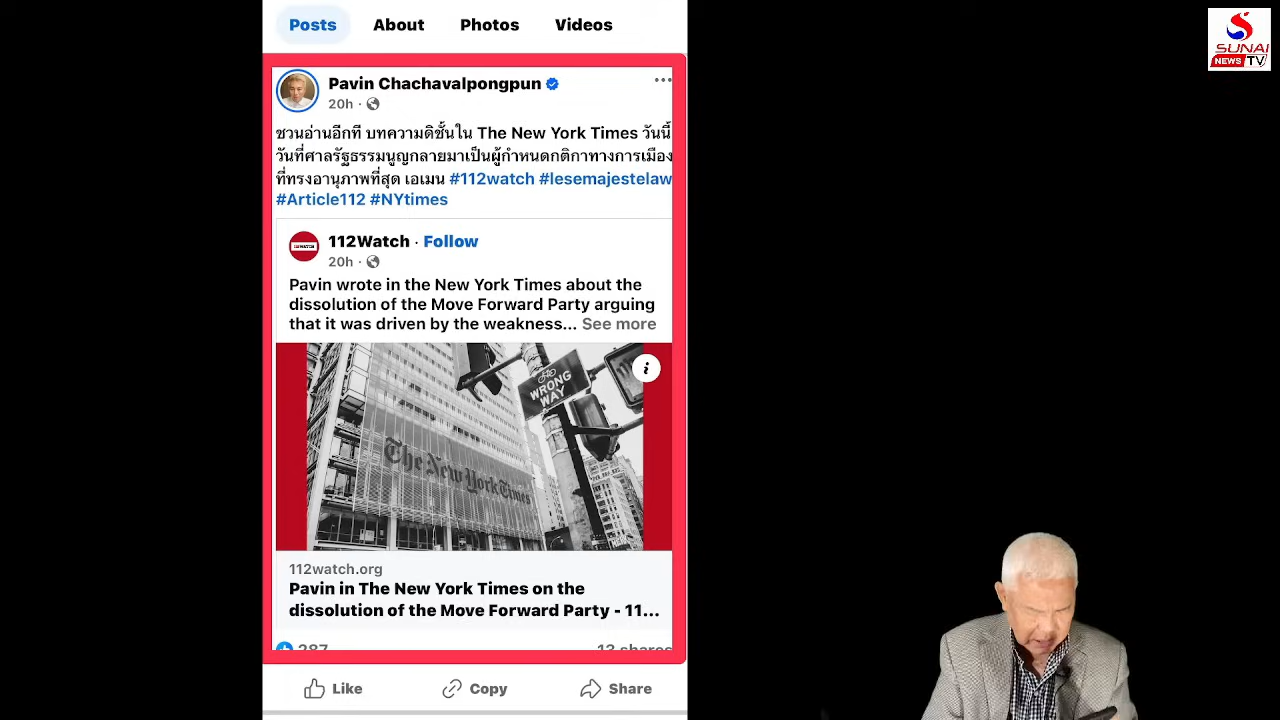 Posts About Photos Videos
SUNAI
NEWS TV
Pavin Chachavalpongpun
20h
ชวนอ่านอีกที บทความดิชั้นใน The New York Times วันนี้
วันที่ศาลรัฐธรรมนูญกลายมาเป็นผู้กำหนดกติกาทางการเมือง
ที่ทรงอานุภาพที่สุด เอเมน #112watch #lesemajestelaw
#Article112 #NYtimes
112Watch · Follow
20h
Pavin wrote in the New York Times about the
dissolution of the Move Forward Party arguing
that it was driven by the weakness... See more
WRONG
WAY
The New York Times
112watch.org
Pavin in The New York Times on the
dissolution of the Move Forward Party - 11...
287 13 shares
Like Copy Share